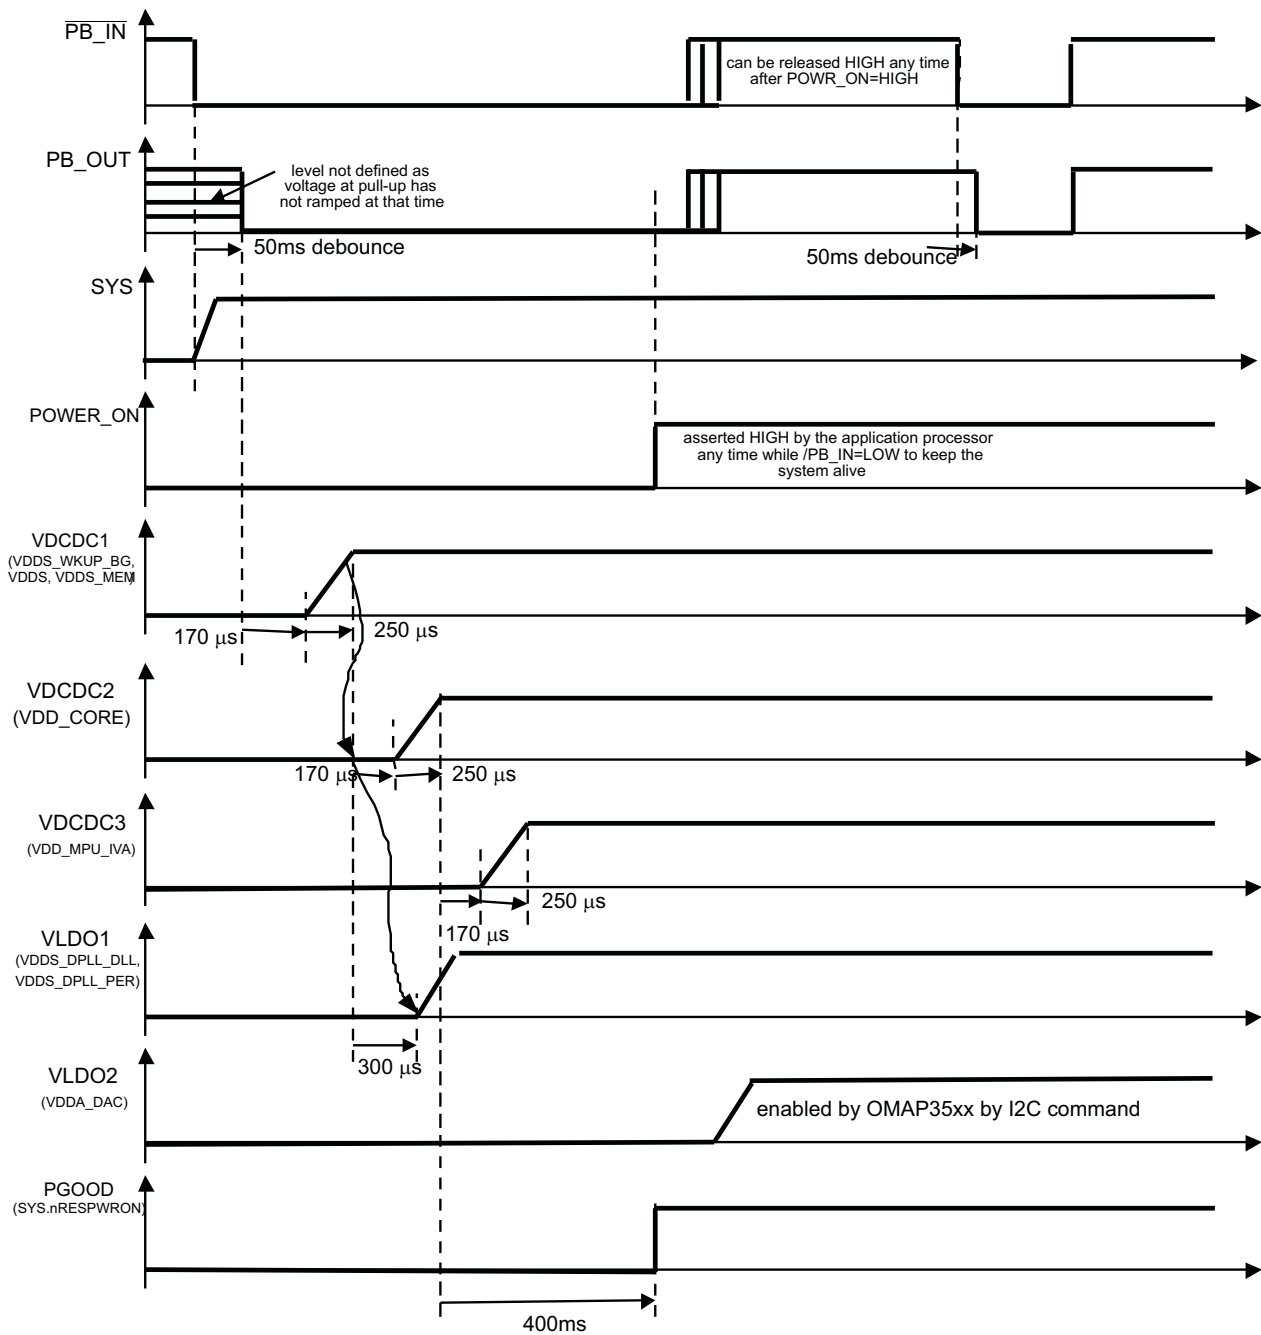 PB_IN
can be released HIGH any time
after POWR_ON=HIGH
PB_OUT
level not defined as
voltage at pull-up has
not ramped at that time
50ms debounce
50ms debounce
SYS
POWER_ON
asserted HIGH by the application processor
any time while /PB_IN=LOW to keep the
system alive
VDCDC1
(VDDS_WKUP_BG,
VDDS, VDDS_MEM)
170 µs
250 µs
VDCDC2
(VDD_CORE)
170 µs
250 µs
VDCDC3
(VDD_MPU_IVA)
250 µs
170 µs
VLDO1
(VDDS_DPLL_DLL,
VDDS_DPLL_PER)
300 µs
VLDO2
(VDDA_DAC)
enabled by OMAP35xx by I2C command
PGOOD
(SYS.nRESPWRON)
400ms